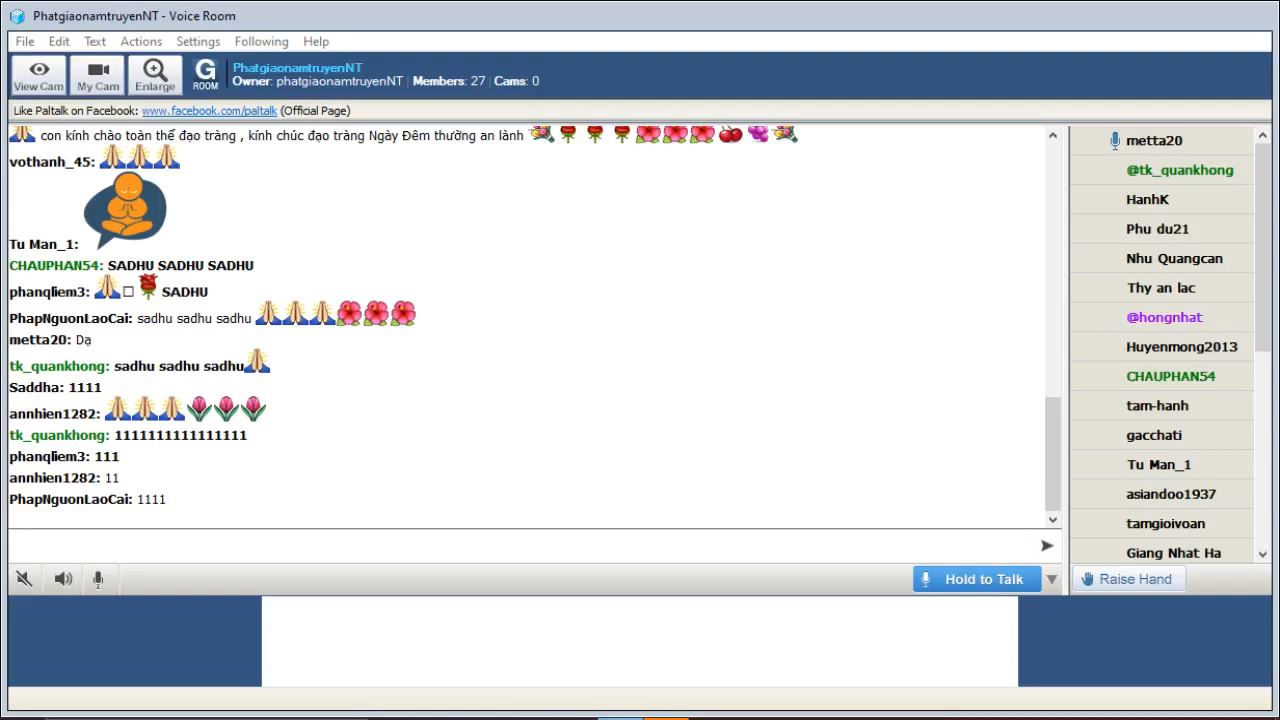 PhatgiaonamtruyenNT - Voice Room
File Edit Text Actions Settings Following Help
View Cam My Cam Enlarge G ROOM
PhatgiaonamtruyenNT
Owner: phatgiaonamtruyenNT | Members: 27 | Cams: 0
Like Paltalk on Facebook: www.facebook.com/paltalk (Official Page)
con kính chào toàn thể đạo tràng , kính chúc đạo tràng Ngày Đêm thường an lành
vothanh_45:
Tu Man_1:
CHAUPHAN54: SADHU SADHU SADHU
phanqliem3: SADHU
PhapNguonLaoCai: sadhu sadhu sadhu
metta20: Dạ
tk_quankhong: sadhu sadhu sadhu
Saddha: 1111
annhien1282:
tk_quankhong: 1111111111111111
phanqliem3: 111
annhien1282: 11
PhapNguonLaoCai: 1111
metta20
@tk_quankhong
HanhK
Phu du21
Nhu Quangcan
Thy an lac
@hongnhat
Huyenmong2013
CHAUPHAN54
tam-hanh
gacchati
Tu Man_1
asiandoo1937
tamgioivoan
Giang Nhat Ha
Hold to Talk
Raise Hand